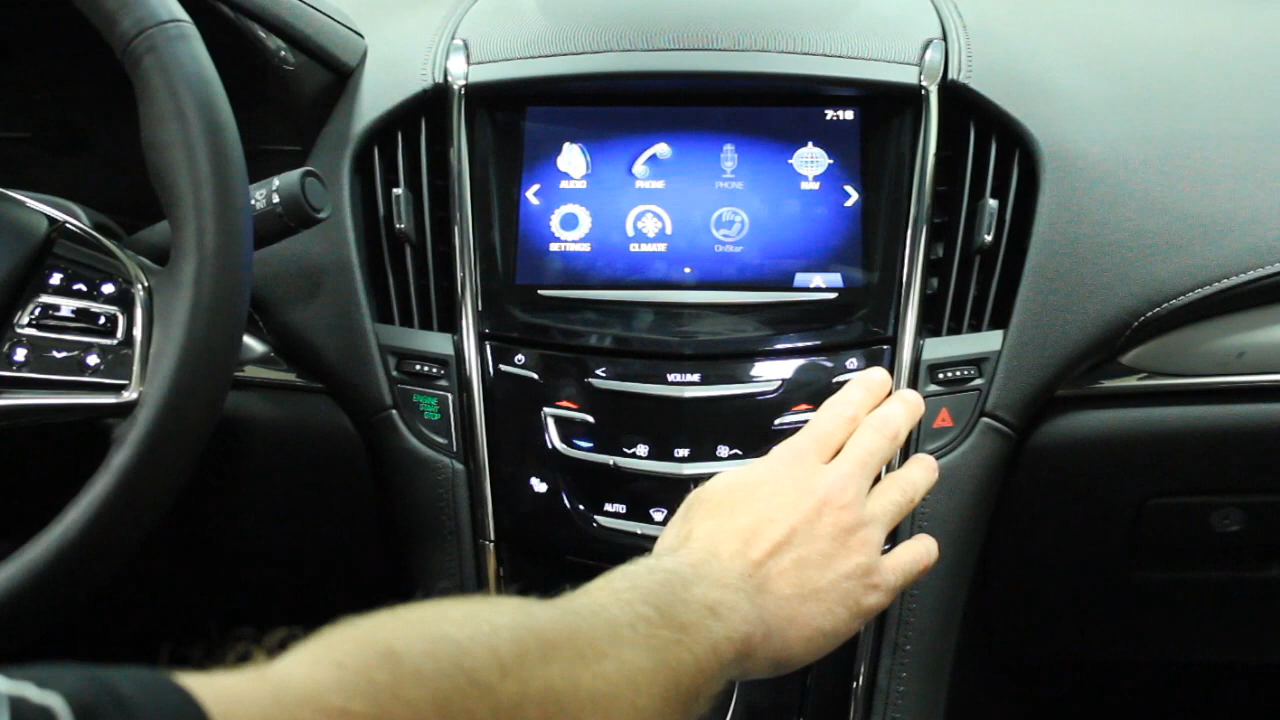 7:16
AUDIO PHONE PHONE NAV
SETTINGS CLIMATE OnStar
VOLUME
ENGINE
START
STOP
OFF
AUTO